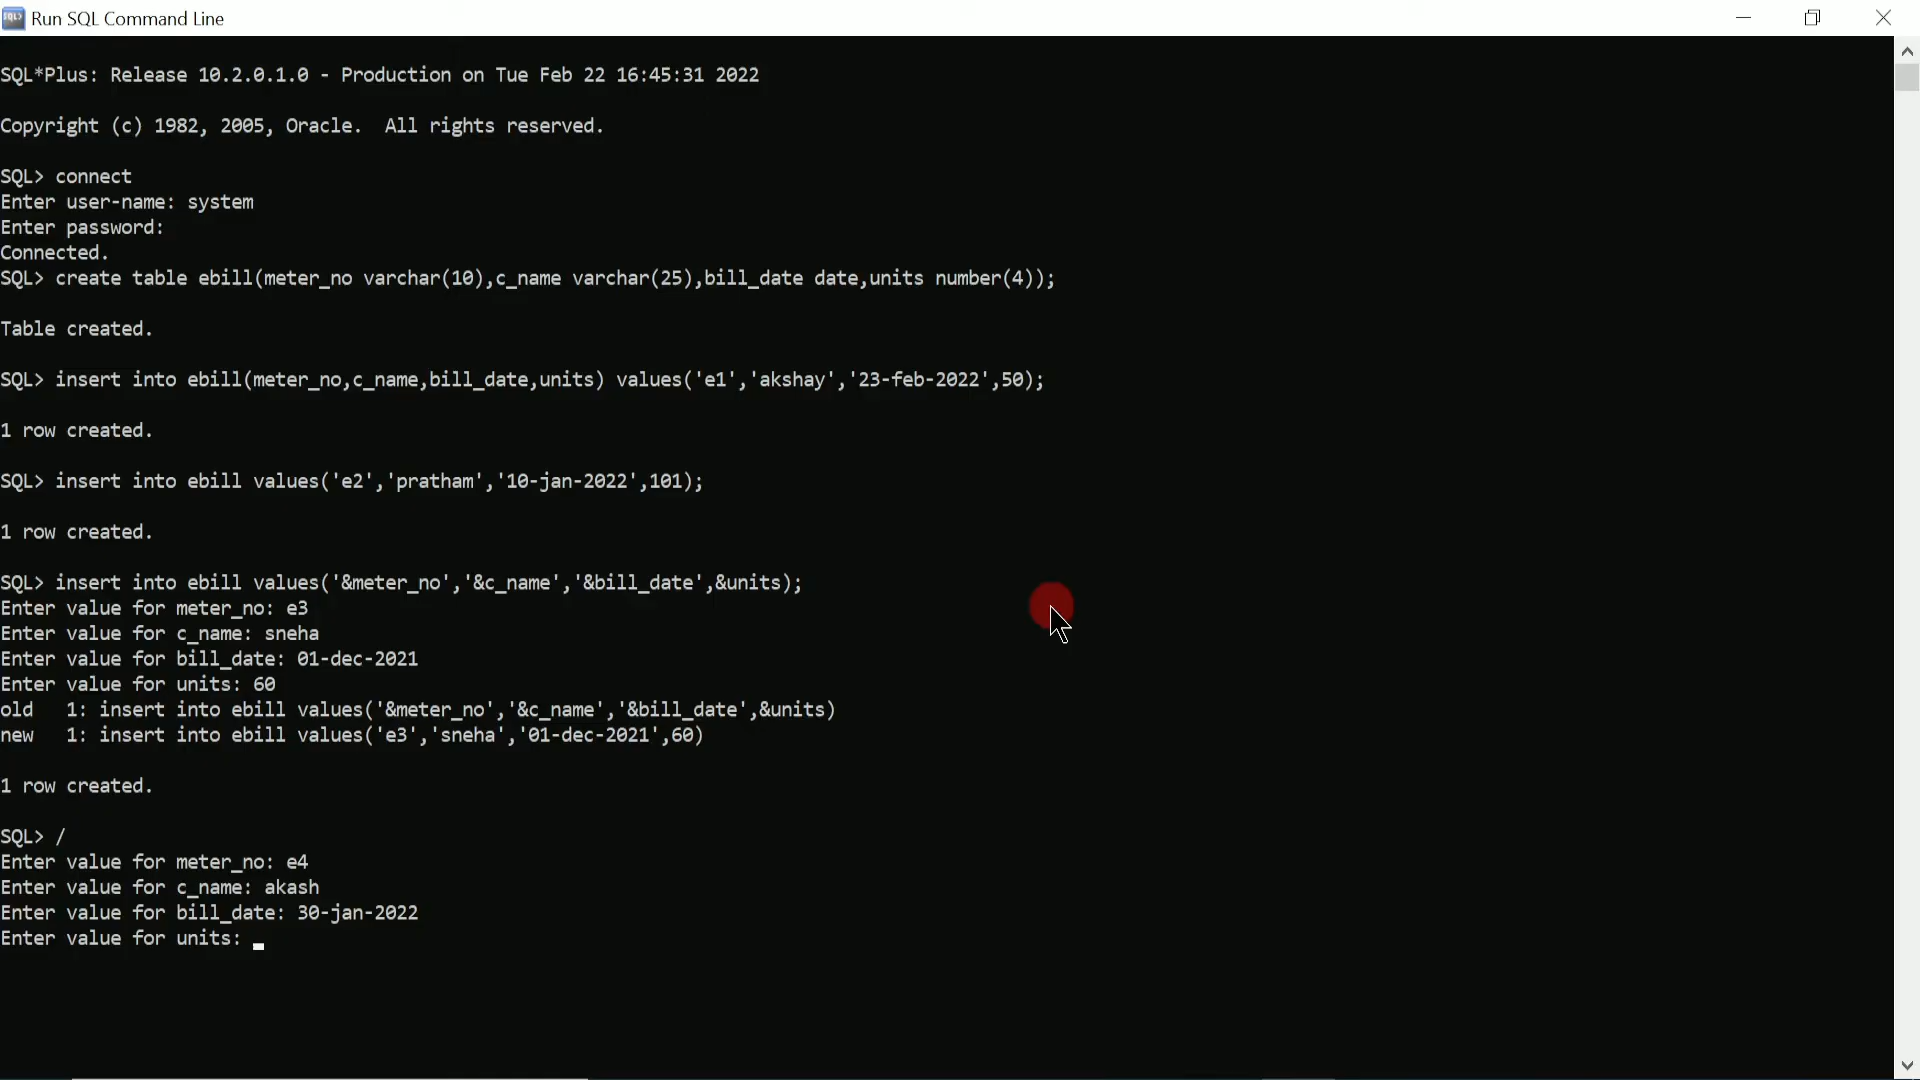 Run SQL Command Line
SQL*Plus: Release 10.2.0.1.0 - Production on Tue Feb 22 16:45:31 2022
Copyright (c) 1982, 2005, Oracle.  All rights reserved.
SQL> connect
Enter user-name: system
Enter password:
Connected.
SQL> create table ebill(meter_no varchar(10),c_name varchar(25),bill_date date,units number(4));
Table created.
SQL> insert into ebill(meter_no,c_name,bill_date,units) values('e1','akshay','23-feb-2022',50);
1 row created.
SQL> insert into ebill values('e2','pratham','10-jan-2022',101);
1 row created.
SQL> insert into ebill values('&meter_no','&c_name','&bill_date',&units);
Enter value for meter_no: e3
Enter value for c_name: sneha
Enter value for bill_date: 01-dec-2021
Enter value for units: 60
old   1: insert into ebill values('&meter_no','&c_name','&bill_date',&units)
new   1: insert into ebill values('e3','sneha','01-dec-2021',60)
1 row created.
SQL> /
Enter value for meter_no: e4
Enter value for c_name: akash
Enter value for bill_date: 30-jan-2022
Enter value for units: